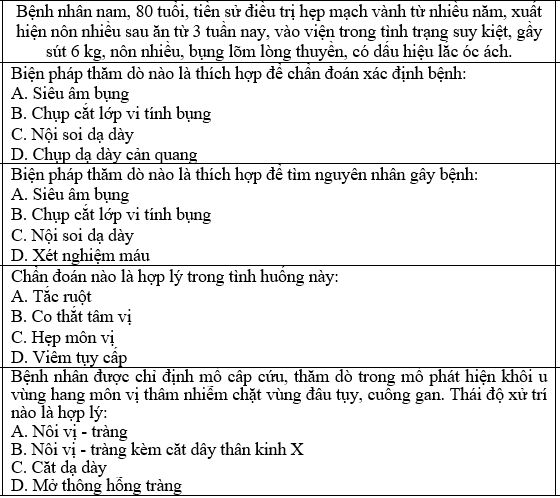 Bệnh nhân nam, 80 tuổi, tiền sử điều trị hẹp mạch vành từ nhiều năm, xuất
hiện nôn nhiều sau ăn từ 3 tuần nay, vào viện trong tình trạng suy kiệt, gầy
sút 6 kg, nôn nhiều, bụng lõm lòng thuyền, có dấu hiệu lắc óc ách.
Biện pháp thăm dò nào là thích hợp để chẩn đoán xác định bệnh:
A. Siêu âm bụng
B. Chụp cắt lớp vi tính bụng
C. Nội soi dạ dày
D. Chụp dạ dày cản quang
Biện pháp thăm dò nào là thích hợp để tìm nguyên nhân gây bệnh:
A. Siêu âm bụng
B. Chụp cắt lớp vi tính bụng
C. Nội soi dạ dày
D. Xét nghiệm máu
Chẩn đoán nào là hợp lý trong tình huống này:
A. Tắc ruột
B. Co thắt tâm vị
C. Hẹp môn vị
D. Viêm tụy cấp
Bệnh nhân được chỉ định mổ cấp cứu, thăm dò trong mổ phát hiện khối u
vùng hang môn vị thâm nhiễm chặt vùng đầu tụy, cuống gan. Thái độ xử trí
nào là hợp lý:
A. Nối vị - tràng
B. Nối vị - tràng kèm cắt dây thần kinh X
C. Cắt dạ dày
D. Mở thông hỗng tràng